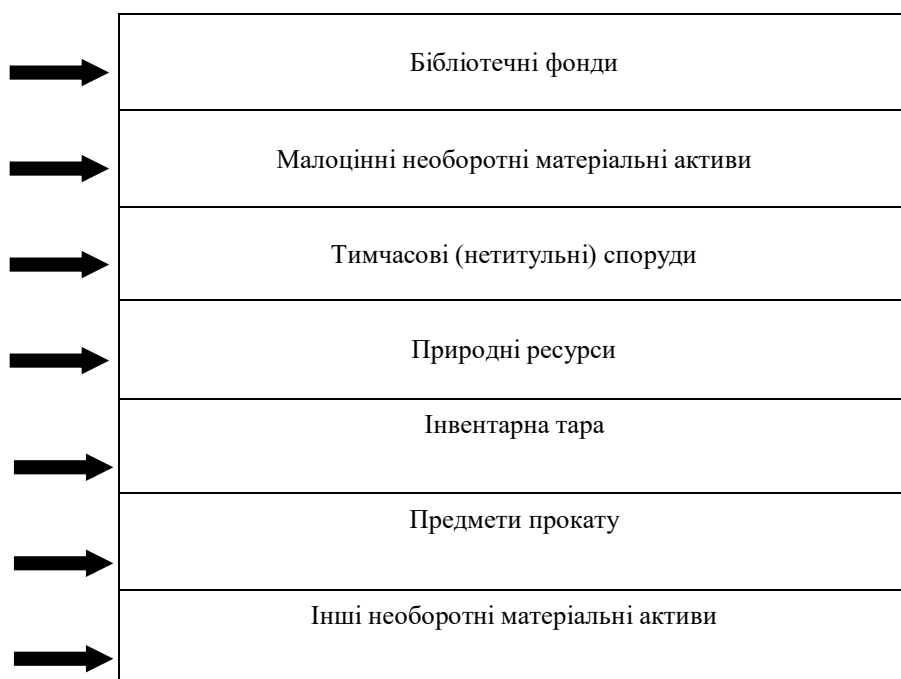 Бібліотечні фонди
Малоцінні необоротні матеріальні активи
Тимчасові (нетитульні) споруди
Природні ресурси
Інвентарна тара
Предмети прокату
Інші необоротні матеріальні активи